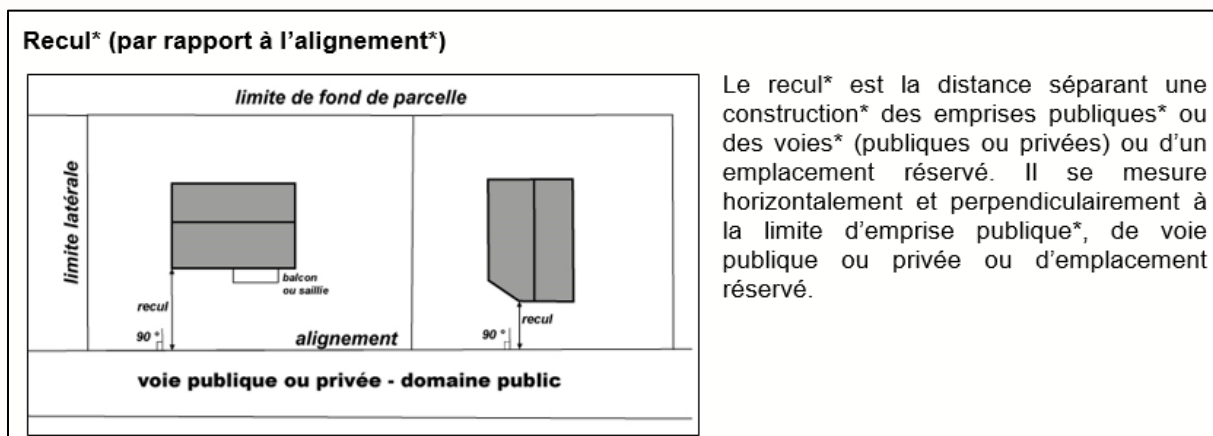 Recul* (par rapport à l'alignement*)
limite de fond de parcelle
limite latérale
balcon
ou saillie
recul
90 °
alignement
recul
90 °
voie publique ou privée - domaine public
Le recul* est la distance séparant une
construction* des emprises publiques* ou
des voies* (publiques ou privées) ou d'un
emplacement réservé. Il se mesure
horizontalement et perpendiculairement à
la limite d'emprise publique*, de voie
publique ou privée ou d'emplacement
réservé.